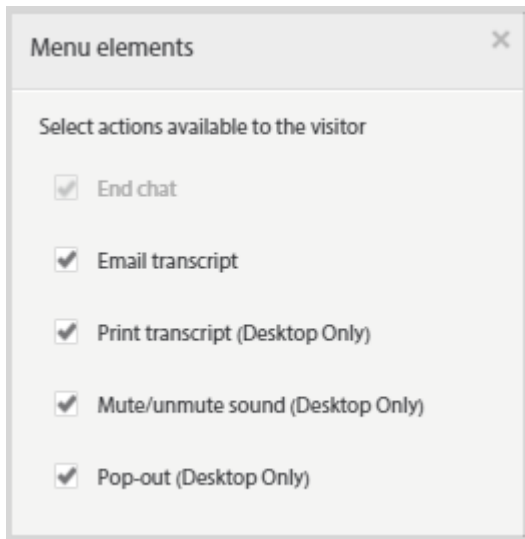 Menu elements
Select actions available to the visitor
End chat
Email transcript
Print transcript (Desktop Only)
Mute/unmute sound (Desktop Only)
Pop-out (Desktop Only)